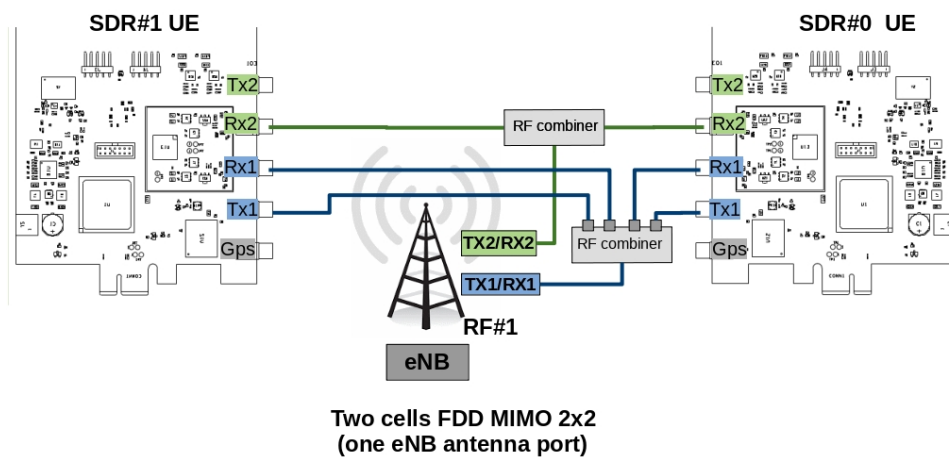 SDR#1 UE
SDR#0 UE
Tx2
Rx2
Rx1
Tx1
Gps
RF combiner
Tx2
Rx2
Rx1
Tx1
Gps
TX2/RX2
RF combiner
TX1/RX1
RF#1
eNB
Two cells FDD MIMO 2x2
(one eNB antenna port)